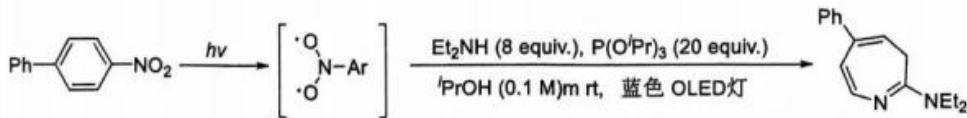 Ph
NO₂
hν
·O
N-Ar
·O
Et₂NH (8 equiv.), P(OⁱPr)₃ (20 equiv.)
ⁱPrOH (0.1 M)m rt, 蓝色 OLED灯
Ph
N
NEt₂